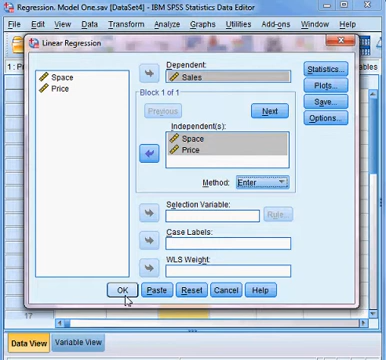 Regression. Model One.sav [DataSet4] - IBM SPSS Statistics Data Editor
File Edit View Data Transform Analyze Graphs Utilities Add-ons Window Help
Linear Regression
Space
Price
Dependent:
Sales
Block 1 of 1
Previous
Next
Independent(s):
Space
Price
Method: Enter
Selection Variable:
Rule...
Case Labels:
WLS Weight:
Statistics...
Plots...
Save...
Options...
OK Paste Reset Cancel Help
17
Data View Variable View